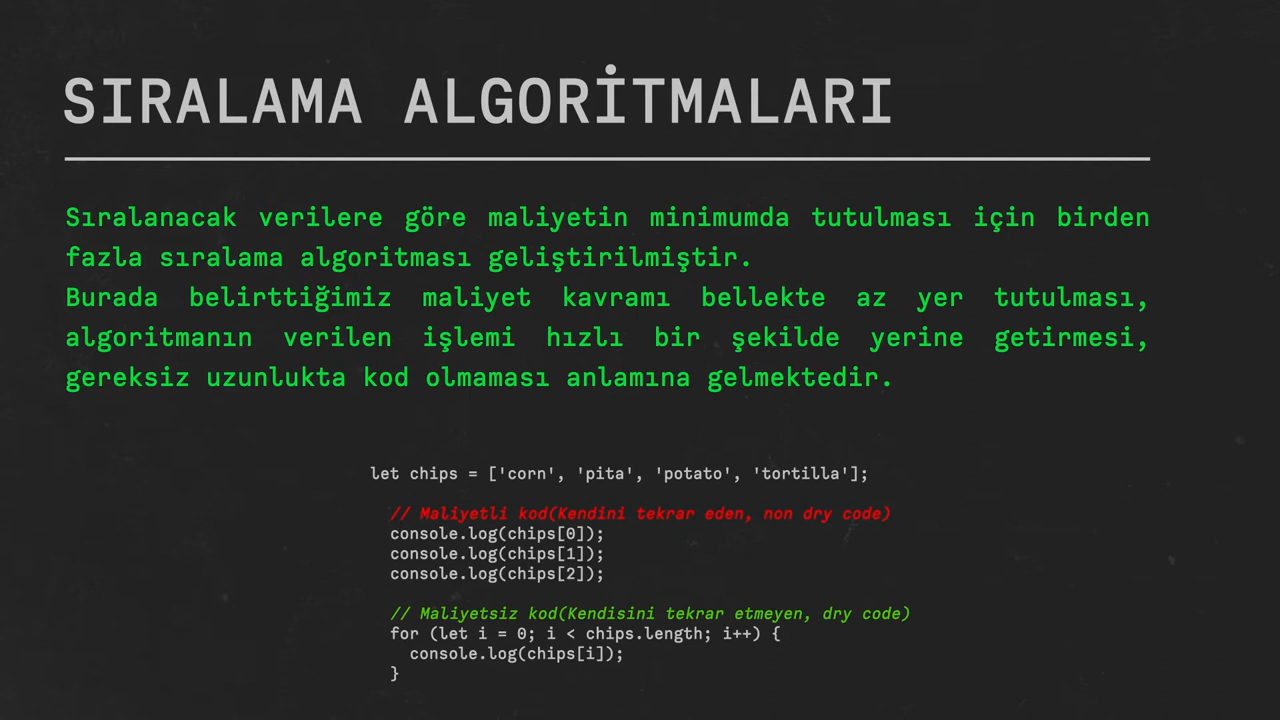 SIRALAMA ALGORİTMALARI
Sıralanacak verilere göre maliyetin minimumda tutulması için birden
fazla sıralama algoritması geliştirilmiştir.
Burada belirttiğimiz maliyet kavramı bellekte az yer tutulması,
algoritmanın verilen işlemi hızlı bir şekilde yerine getirmesi,
gereksiz uzunlukta kod olmaması anlamına gelmektedir.
let chips = ['corn', 'pita', 'potato', 'tortilla'];
// Maliyetli kod(Kendini tekrar eden, non dry code)
console.log(chips[0]);
console.log(chips[1]);
console.log(chips[2]);
// Maliyetsiz kod(Kendisini tekrar etmeyen, dry code)
for (let i = 0; i < chips.length; i++) {
console.log(chips[i]);
}